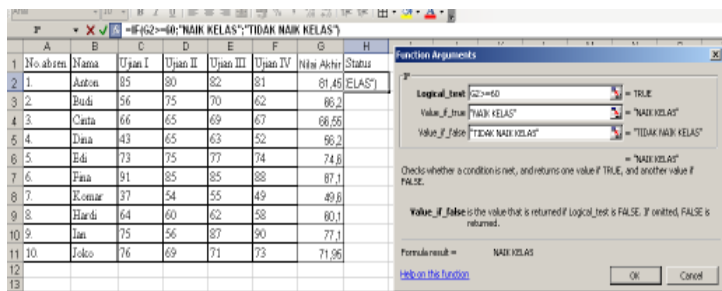 IF =IF(G2>=60;"NAIK KELAS";"TIDAK NAIK KELAS")
A B C D E F G H
1 No.absen Nama Ujian I Ujian II Ujian III Ujian IV Nilai Akhir Status
2 1. Anton 85 80 82 81 81,45 ELAS")
3 2. Budi 56 75 70 62 66,2
4 3. Cinta 66 65 69 67 66,55
5 4. Dina 43 65 63 52 56,2
6 5. Edi 73 75 77 74 74,6
7 6. Fina 91 85 85 88 87,1
8 7. Komar 37 54 55 49 49,6
9 8. Hardi 64 60 62 58 60,1
10 9. Ian 75 56 87 90 77,1
11 10. Joko 76 69 71 73 71,95
12
13
Function Arguments
IF
Logical_test G2>=60 = TRUE
Value_if_true "NAIK KELAS" = "NAIK KELAS"
Value_if_false "TIDAK NAIK KELAS" = "TIDAK NAIK KELAS"
= "NAIK KELAS"
Checks whether a condition is met, and returns one value if TRUE, and another value if
FALSE.
Value_if_false is the value that is returned if Logical_test is FALSE. If omitted, FALSE is
returned.
Formula result = NAIK KELAS
Help on this function OK Cancel